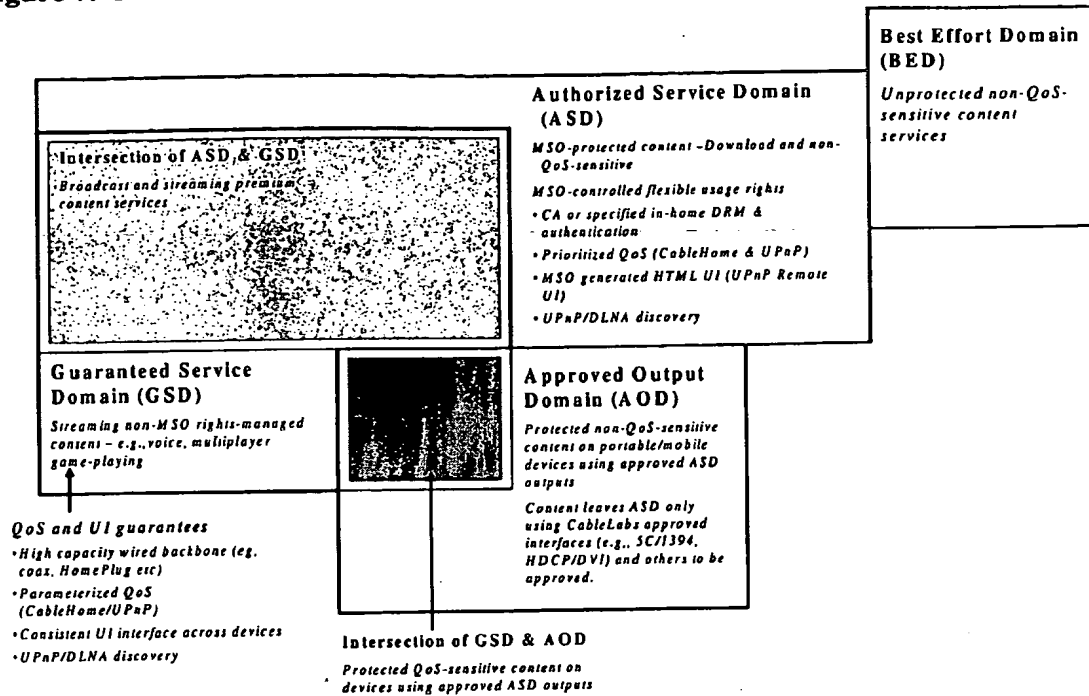 Best Effort Domain
(BED)
Unprotected non-QoS-
sensitive content
services
Authorized Service Domain
(ASD)
MSO-protected content -Download and non-
QoS-sensitive
MSO-controlled flexible usage rights
• CA or specified in-home DRM &
authentication
• Prioritized QoS (CableHome & UPnP)
• MSO generated HTML UI (UPnP Remote
UI)
• UPnP/DLNA discovery
Intersection of ASD & GSD
• Broadcast and streaming premium
content services
Guaranteed Service
Domain (GSD)
Streaming non-MSO rights-managed
content – e.g., voice, multiplayer
game-playing
Approved Output
Domain (AOD)
Protected non-QoS-sensitive
content on portable/mobile
devices using approved ASD
outputs
Content leaves ASD only
using CableLabs approved
interfaces (e.g., 5C/1394,
HDCP/DVI) and others to be
approved.
QoS and UI guarantees
• High capacity wired backbone (eg,
coax, HomePlug etc)
• Parameterized QoS
(CableHome/UPnP)
• Consistent UI interface across devices
• UPnP/DLNA discovery
Intersection of GSD & AOD
Protected QoS-sensitive content on
devices using approved ASD outputs